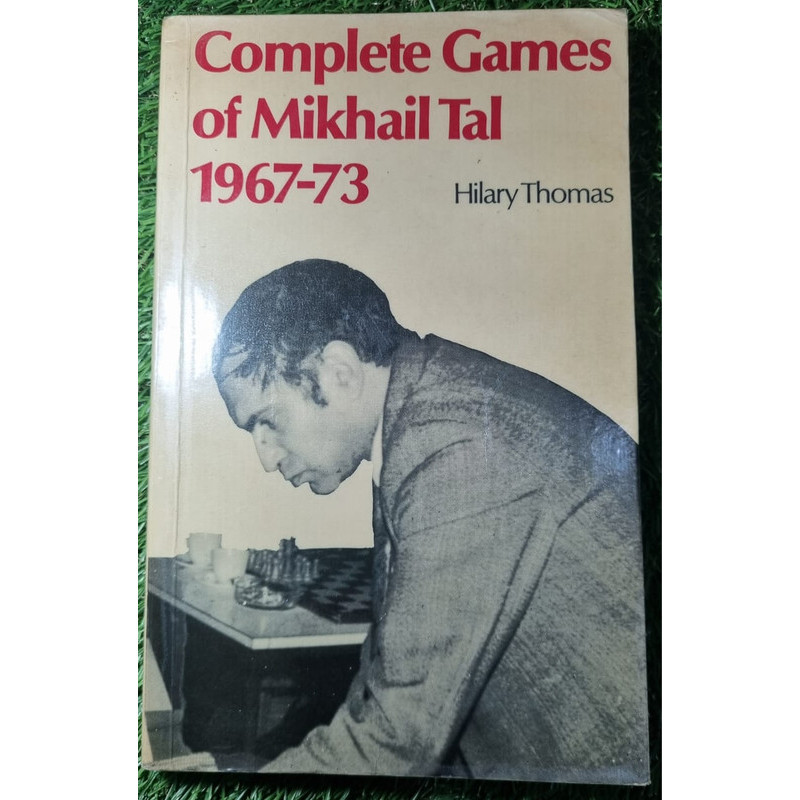 Complete Games
of Mikhail Tal
1967-73
Hilary Thomas